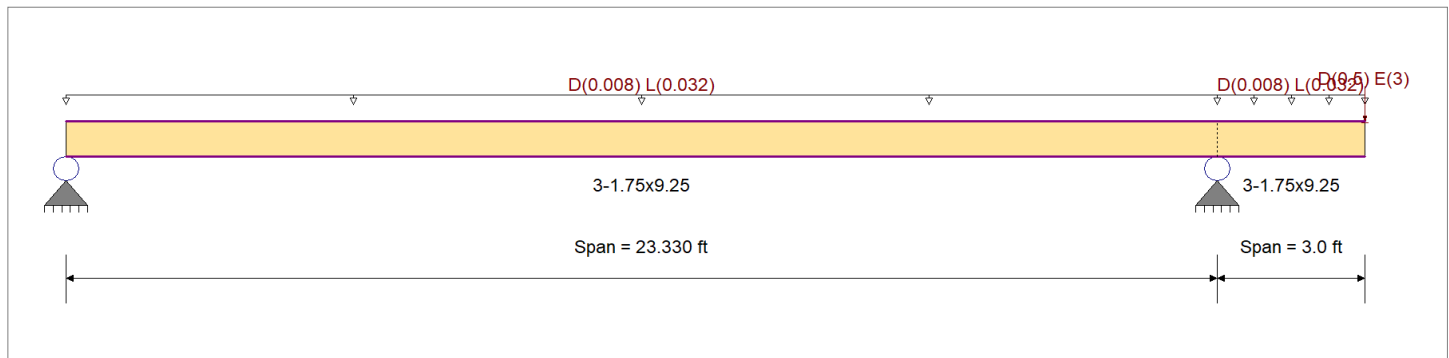 D(0.008) L(0.032)
D(0.5) E(3)
D(0.008) L(0.032)
3-1.75x9.25
3-1.75x9.25
Span = 23.330 ft
Span = 3.0 ft